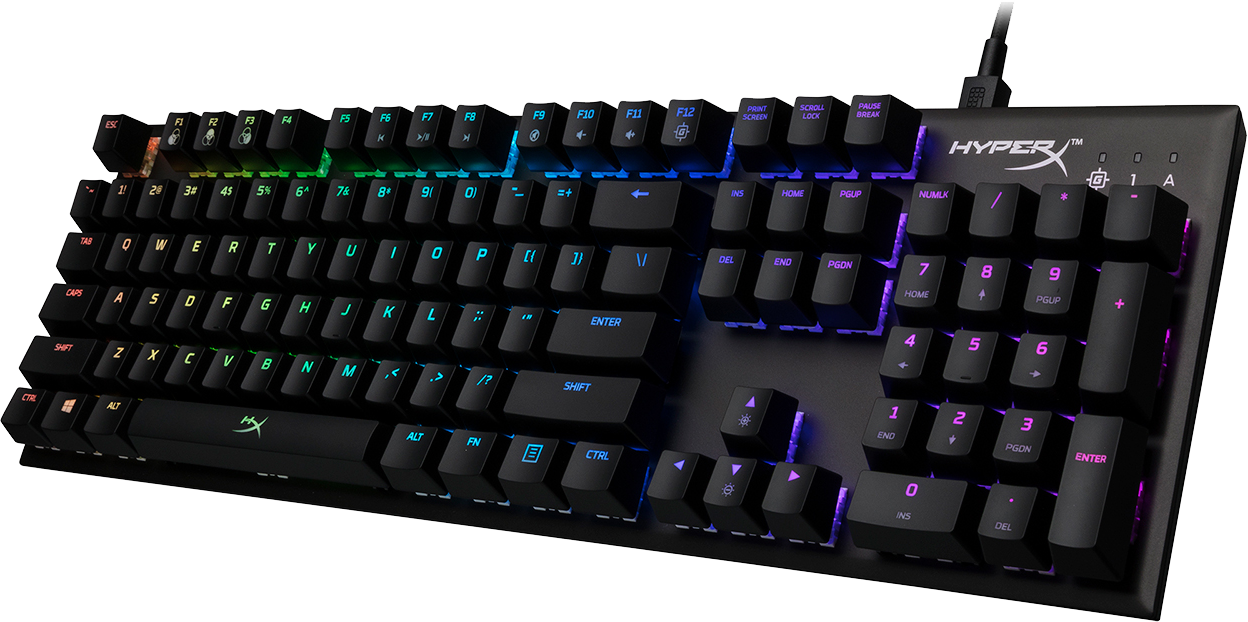 ESC F1 F2 F3 F4 F5 F6 F7 F8 F9 F10 F11 F12 PRINT SCREEN SCROLL LOCK PAUSE BREAK
HYPERX™
1 A
`~ 1! 2@ 3# 4$ 5% 6^ 7& 8* 9( 0) -_ =+ ← INS HOME PGUP NUMLK / * -
TAB Q W E R T Y U I O P [{ ]} \| DEL END PGDN 7 HOME 8 ↑ 9 PGUP +
CAPS A S D F G H J K L ;: '" ENTER 4 ← 5 6 →
SHIFT Z X C V B N M ,< .> /? SHIFT ▲ 1 END 2 ↓ 3 PGDN ENTER
CTRL ALT HX ALT FN CTRL ◄ ▼ ► 0 INS . DEL